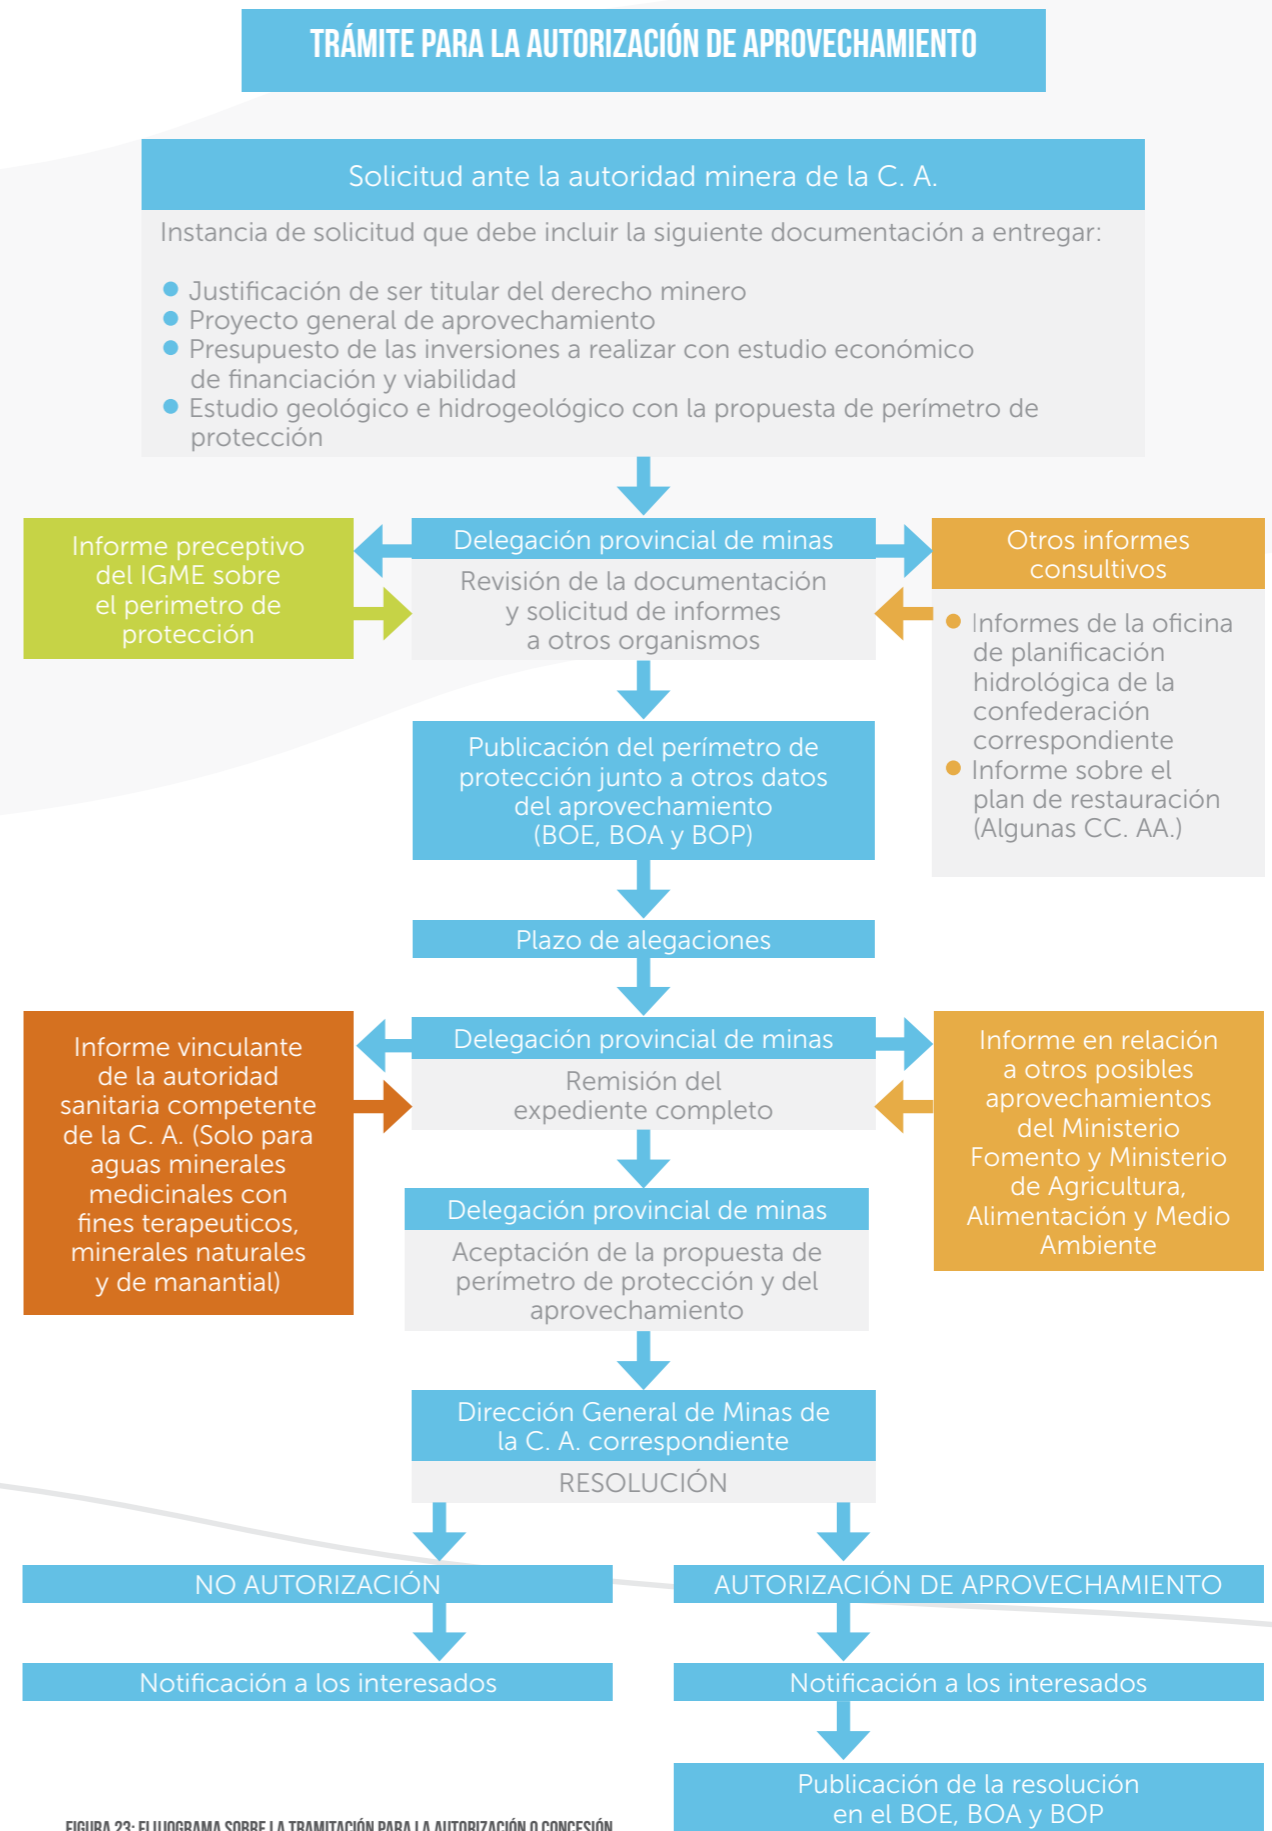 TRÁMITE PARA LA AUTORIZACIÓN DE APROVECHAMIENTO
Solicitud ante la autoridad minera de la C. A.
Instancia de solicitud que debe incluir la siguiente documentación a entregar:
● Justificación de ser titular del derecho minero
● Proyecto general de aprovechamiento
● Presupuesto de las inversiones a realizar con estudio económico
de financiación y viabilidad
● Estudio geológico e hidrogeológico con la propuesta de perímetro de
protección
Informe preceptivo
del IGME sobre
el perimetro de
protección
Delegación provincial de minas
Revisión de la documentación
y solicitud de informes
a otros organismos
Otros informes
consultivos
● Informes de la oficina
de planificación
hidrológica de la
confederación
correspondiente
● Informe sobre el
plan de restauración
(Algunas CC. AA.)
Publicación del perímetro de
protección junto a otros datos
del aprovechamiento
(BOE, BOA y BOP)
Plazo de alegaciones
Informe vinculante
de la autoridad
sanitaria competente
de la C. A. (Solo para
aguas minerales
medicinales con
fines terapeuticos,
minerales naturales
y de manantial)
Delegación provincial de minas
Remisión del
expediente completo
Informe en relación
a otros posibles
aprovechamientos
del Ministerio
Fomento y Ministerio
de Agricultura,
Alimentación y Medio
Ambiente
Delegación provincial de minas
Aceptación de la propuesta de
perímetro de protección y del
aprovechamiento
Dirección General de Minas de
la C. A. correspondiente
RESOLUCIÓN
NO AUTORIZACIÓN
AUTORIZACIÓN DE APROVECHAMIENTO
Notificación a los interesados
Notificación a los interesados
Publicación de la resolución
en el BOE, BOA y BOP
FIGURA 23: FLUJOGRAMA SOBRE LA TRAMITACIÓN PARA LA AUTORIZACIÓN O CONCESIÓN